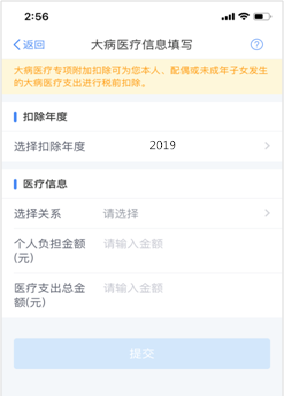 2:56
返回
大病医疗信息填写
大病医疗专项附加扣除可为您本人、配偶或未成年子女发生
的大病医疗支出进行税前扣除。
扣除年度
选择扣除年度 2019
医疗信息
选择关系 请选择
个人负担金额 请输入金额
(元)
医疗支出总金 请输入金额
额(元)
提交